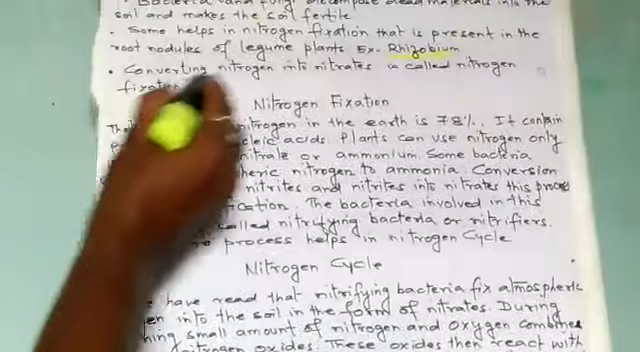 fungi decompose dead materials into the
soil and makes the soil fertile
· Some helps in nitrogen fixation that is present in the
root nodules of legume plants Ex. Rhizobium
· Converting nitrogen into nitrates is called nitrogen
Nitrogen Fixation
nitrogen in the earth is 78%. It contain
acids. Plants can use nitrogen only
nitrate or ammonium. Some bacteria
nitrogen to ammonia. Conversion
nitrites and nitrites into nitrates this process
The bacteria involved in this
called nitrifying bacteria or nitrifiers.
process helps in nitrogen Cycle
Nitrogen Cycle
have read that nitrifying bacteria fix atmospheric
into the soil in the form of nitrates. During
small amount of nitrogen and oxygen combines
oxides. These oxides then react with